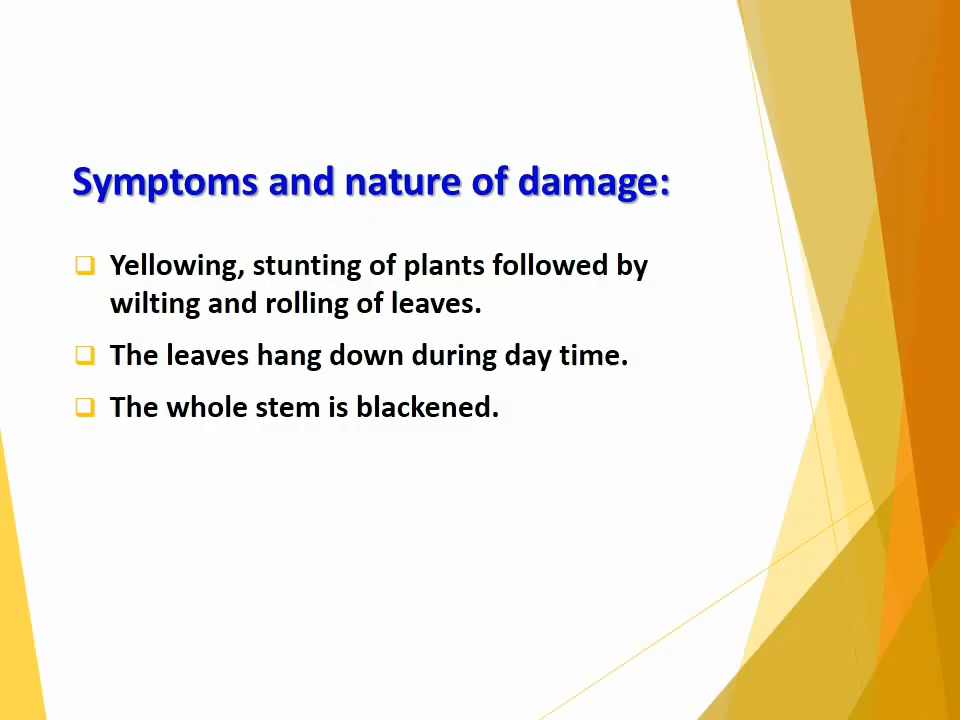 Symptoms and nature of damage:
Yellowing, stunting of plants followed by
wilting and rolling of leaves.
The leaves hang down during day time.
The whole stem is blackened.